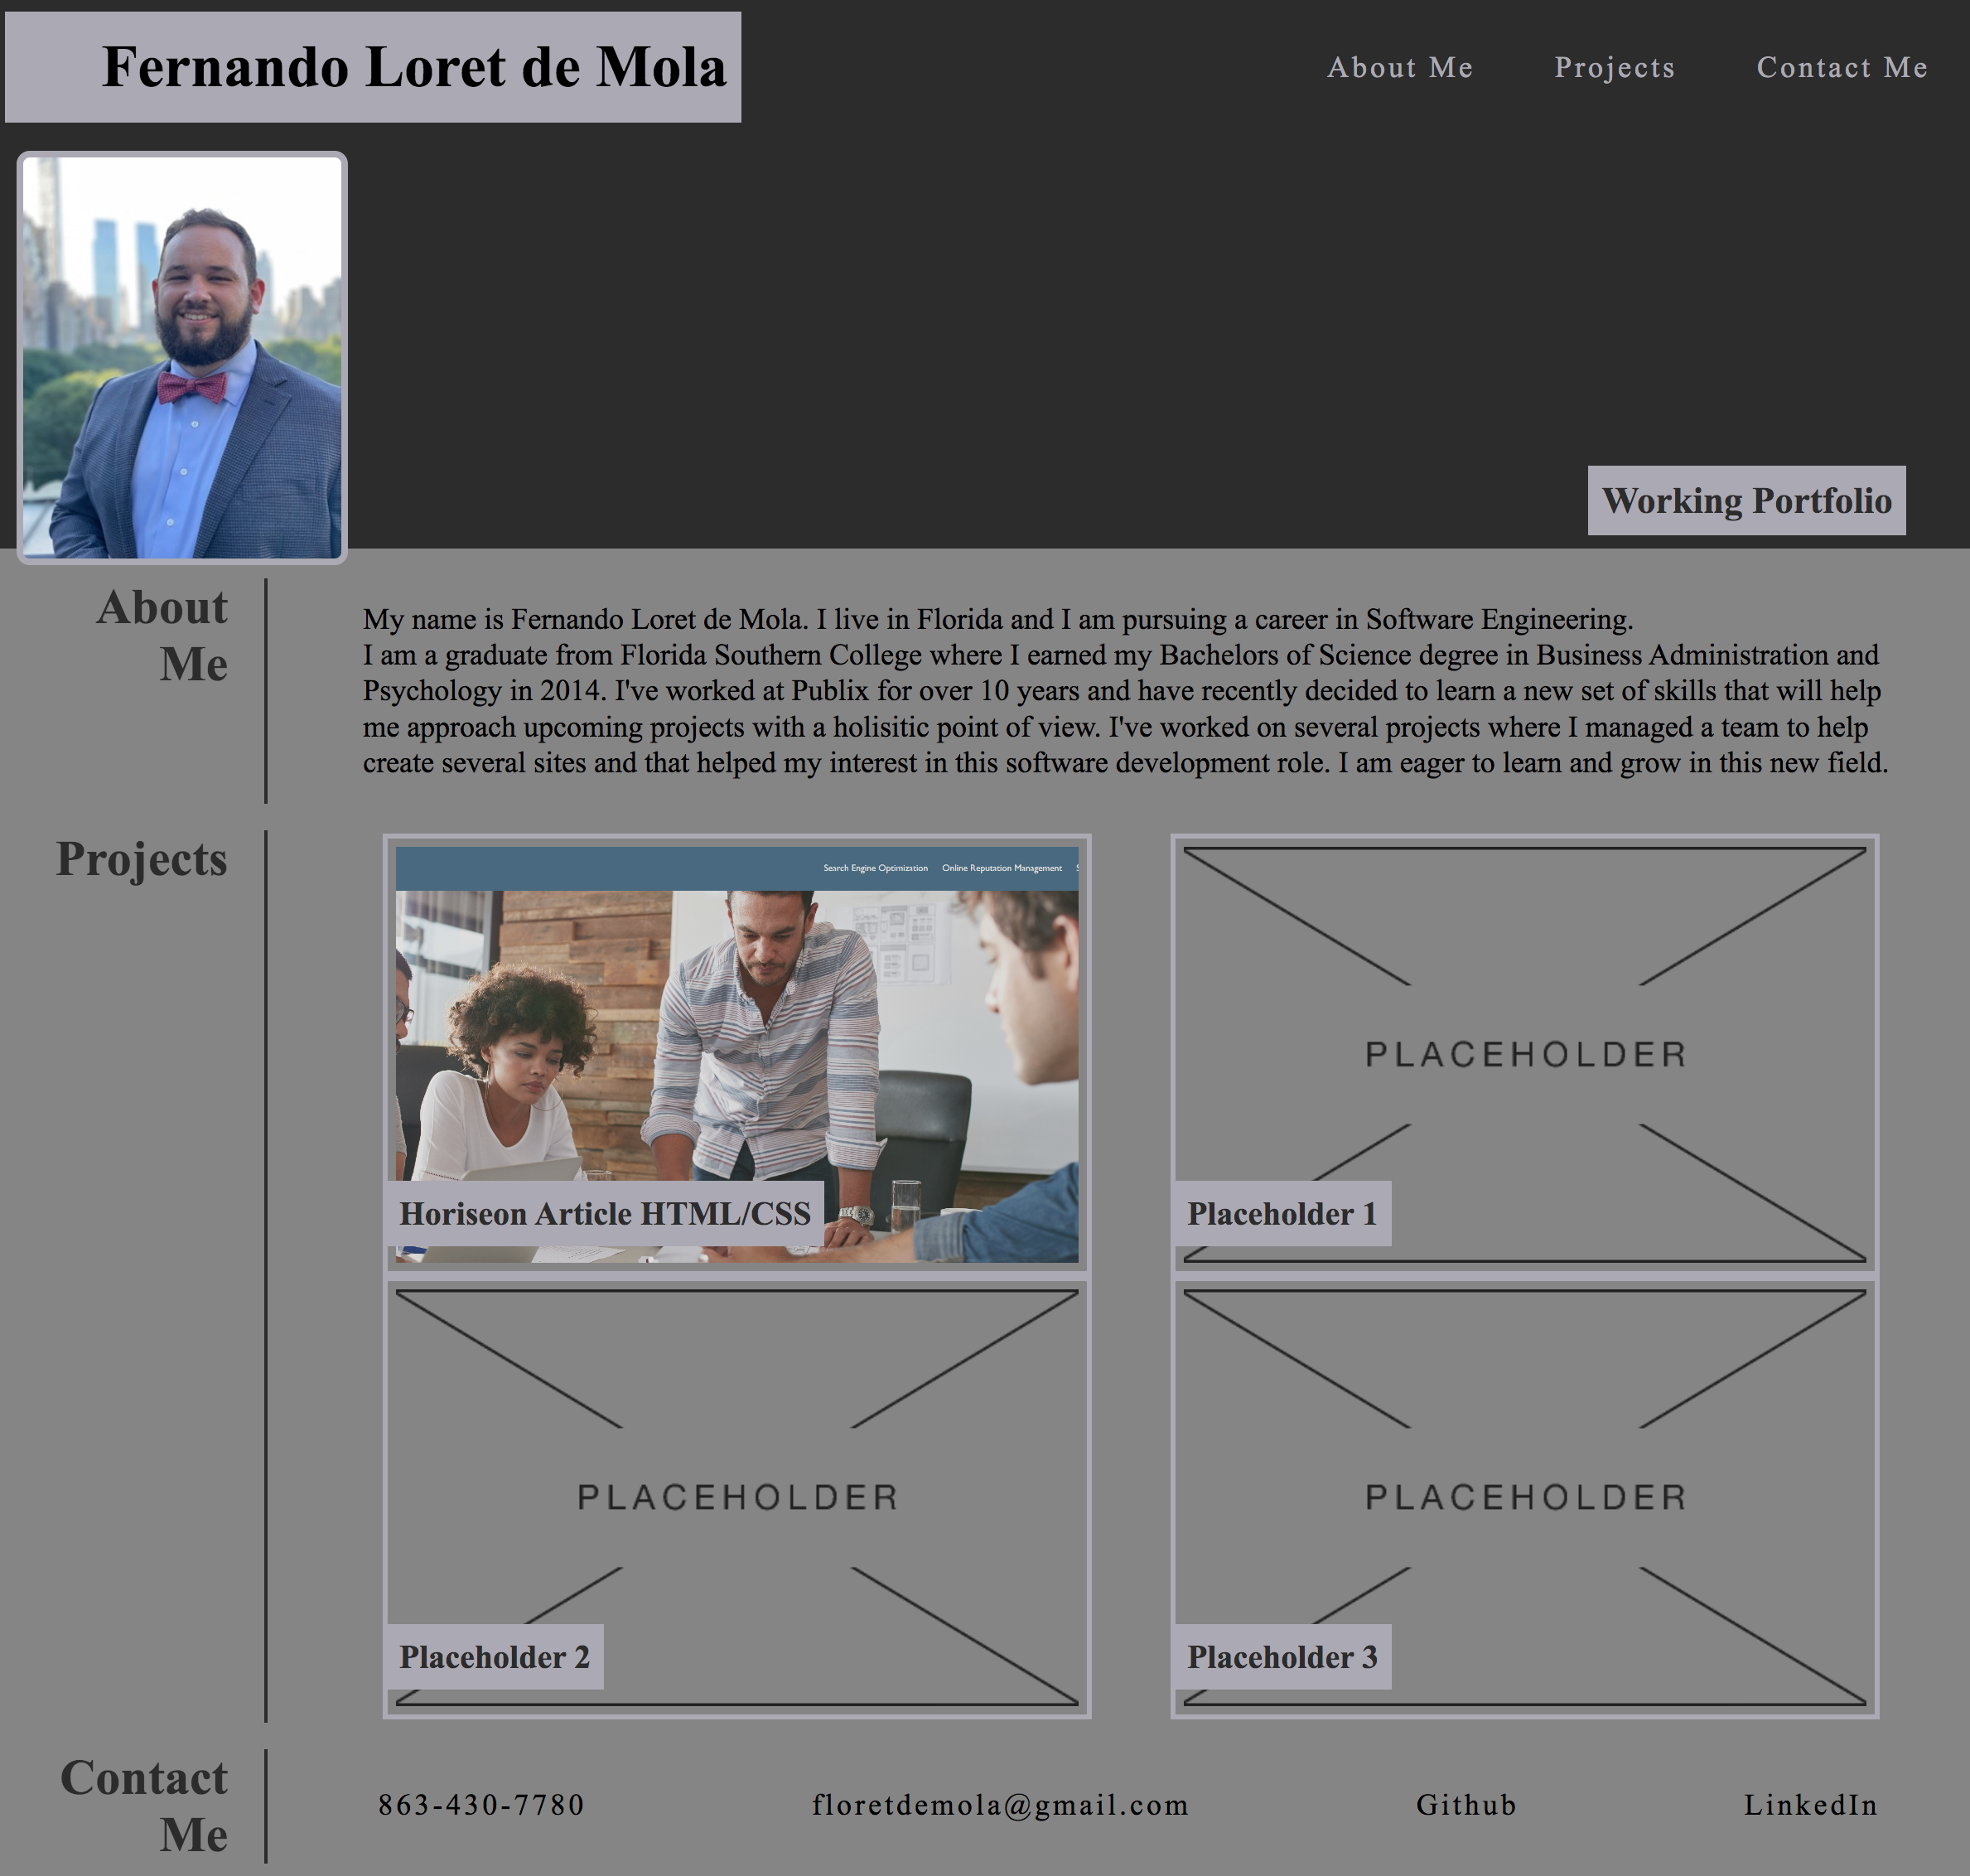 Fernando Loret de Mola
About Me
Projects
Contact Me
Working Portfolio
About
Me
My name is Fernando Loret de Mola. I live in Florida and I am pursuing a career in Software Engineering.
I am a graduate from Florida Southern College where I earned my Bachelors of Science degree in Business Administration and
Psychology in 2014. I've worked at Publix for over 10 years and have recently decided to learn a new set of skills that will help
me approach upcoming projects with a holisitic point of view. I've worked on several projects where I managed a team to help
create several sites and that helped my interest in this software development role. I am eager to learn and grow in this new field.
Projects
Search Engine Optimization
Online Reputation Management
Horiseon Article HTML/CSS
PLACEHOLDER
Placeholder 1
PLACEHOLDER
Placeholder 2
PLACEHOLDER
Placeholder 3
Contact
Me
863-430-7780
floretdemola@gmail.com
Github
LinkedIn